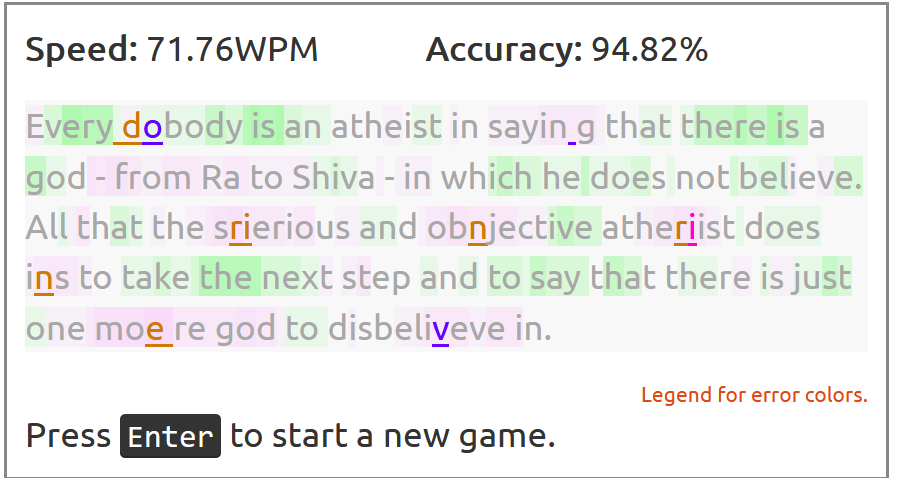 Speed: 71.76WPM Accuracy: 94.82%
Every dobody is an atheist in sayin g that there is a
god - from Ra to Shiva - in which he does not believe.
All that the srierious and obnjective atheriist does
ins to take the next step and to say that there is just
one moe re god to disbeliveve in.
Legend for error colors.
Press Enter to start a new game.